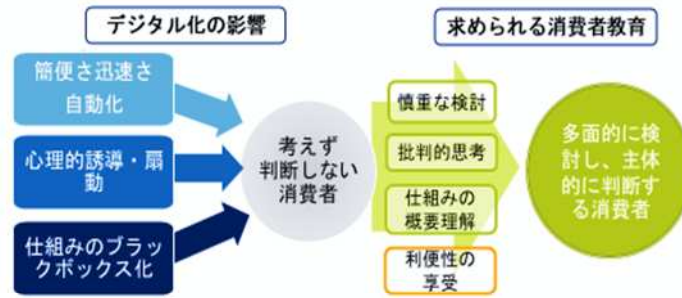 デジタル化の影響
求められる消費者教育
簡便さ迅速さ
自動化
心理的誘導・扇
動
仕組みのブラッ
クボックス化
考えず
判断しない
消費者
慎重な検討
批判的思考
仕組みの
概要理解
利便性の
享受
多面的に検
討し、主体
的に判断す
る消費者